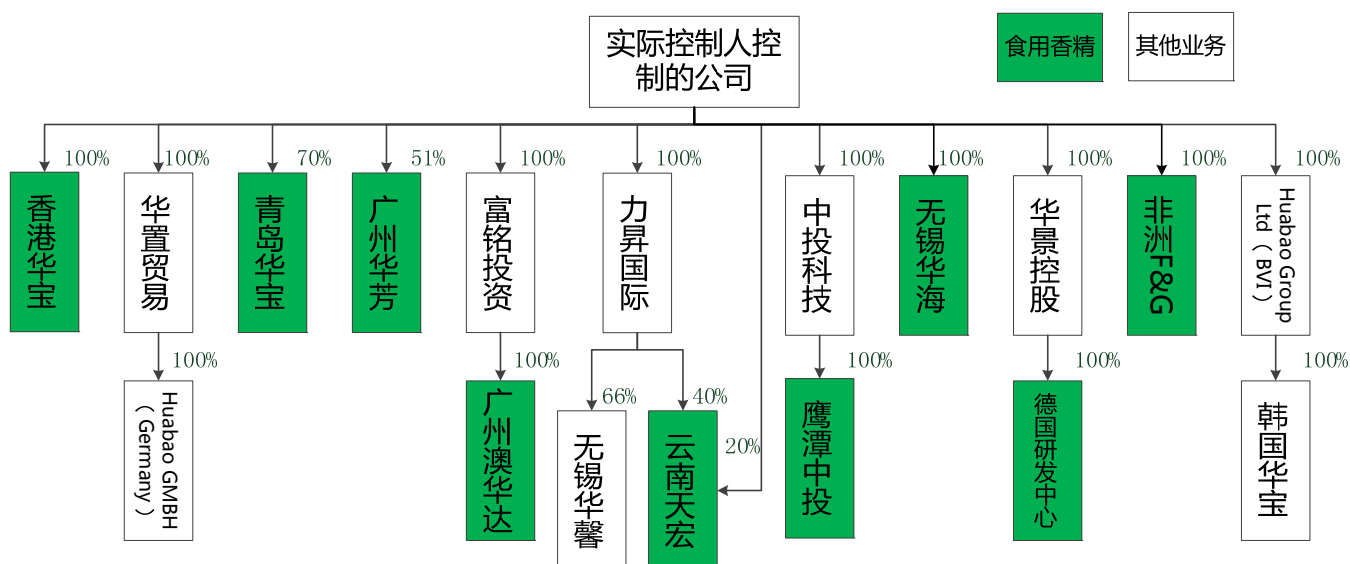 实际控制人控
制的公司
食用香精
其他业务
100%
100%
70%
51%
100%
100%
100%
100%
100%
100%
100%
香港华宝
华置贸易
青岛华宝
广州华芳
富铭投资
力昇国际
中投科技
无锡华海
华景控股
非洲F&G
Huabao Group
Ltd（BVI）
100%
100%
66%
40%
20%
100%
100%
100%
Huabao GMBH
（Germany）
广州澳华达
无锡华馨
云南天宏
鹰潭中投
德国研发中心
韩国华宝